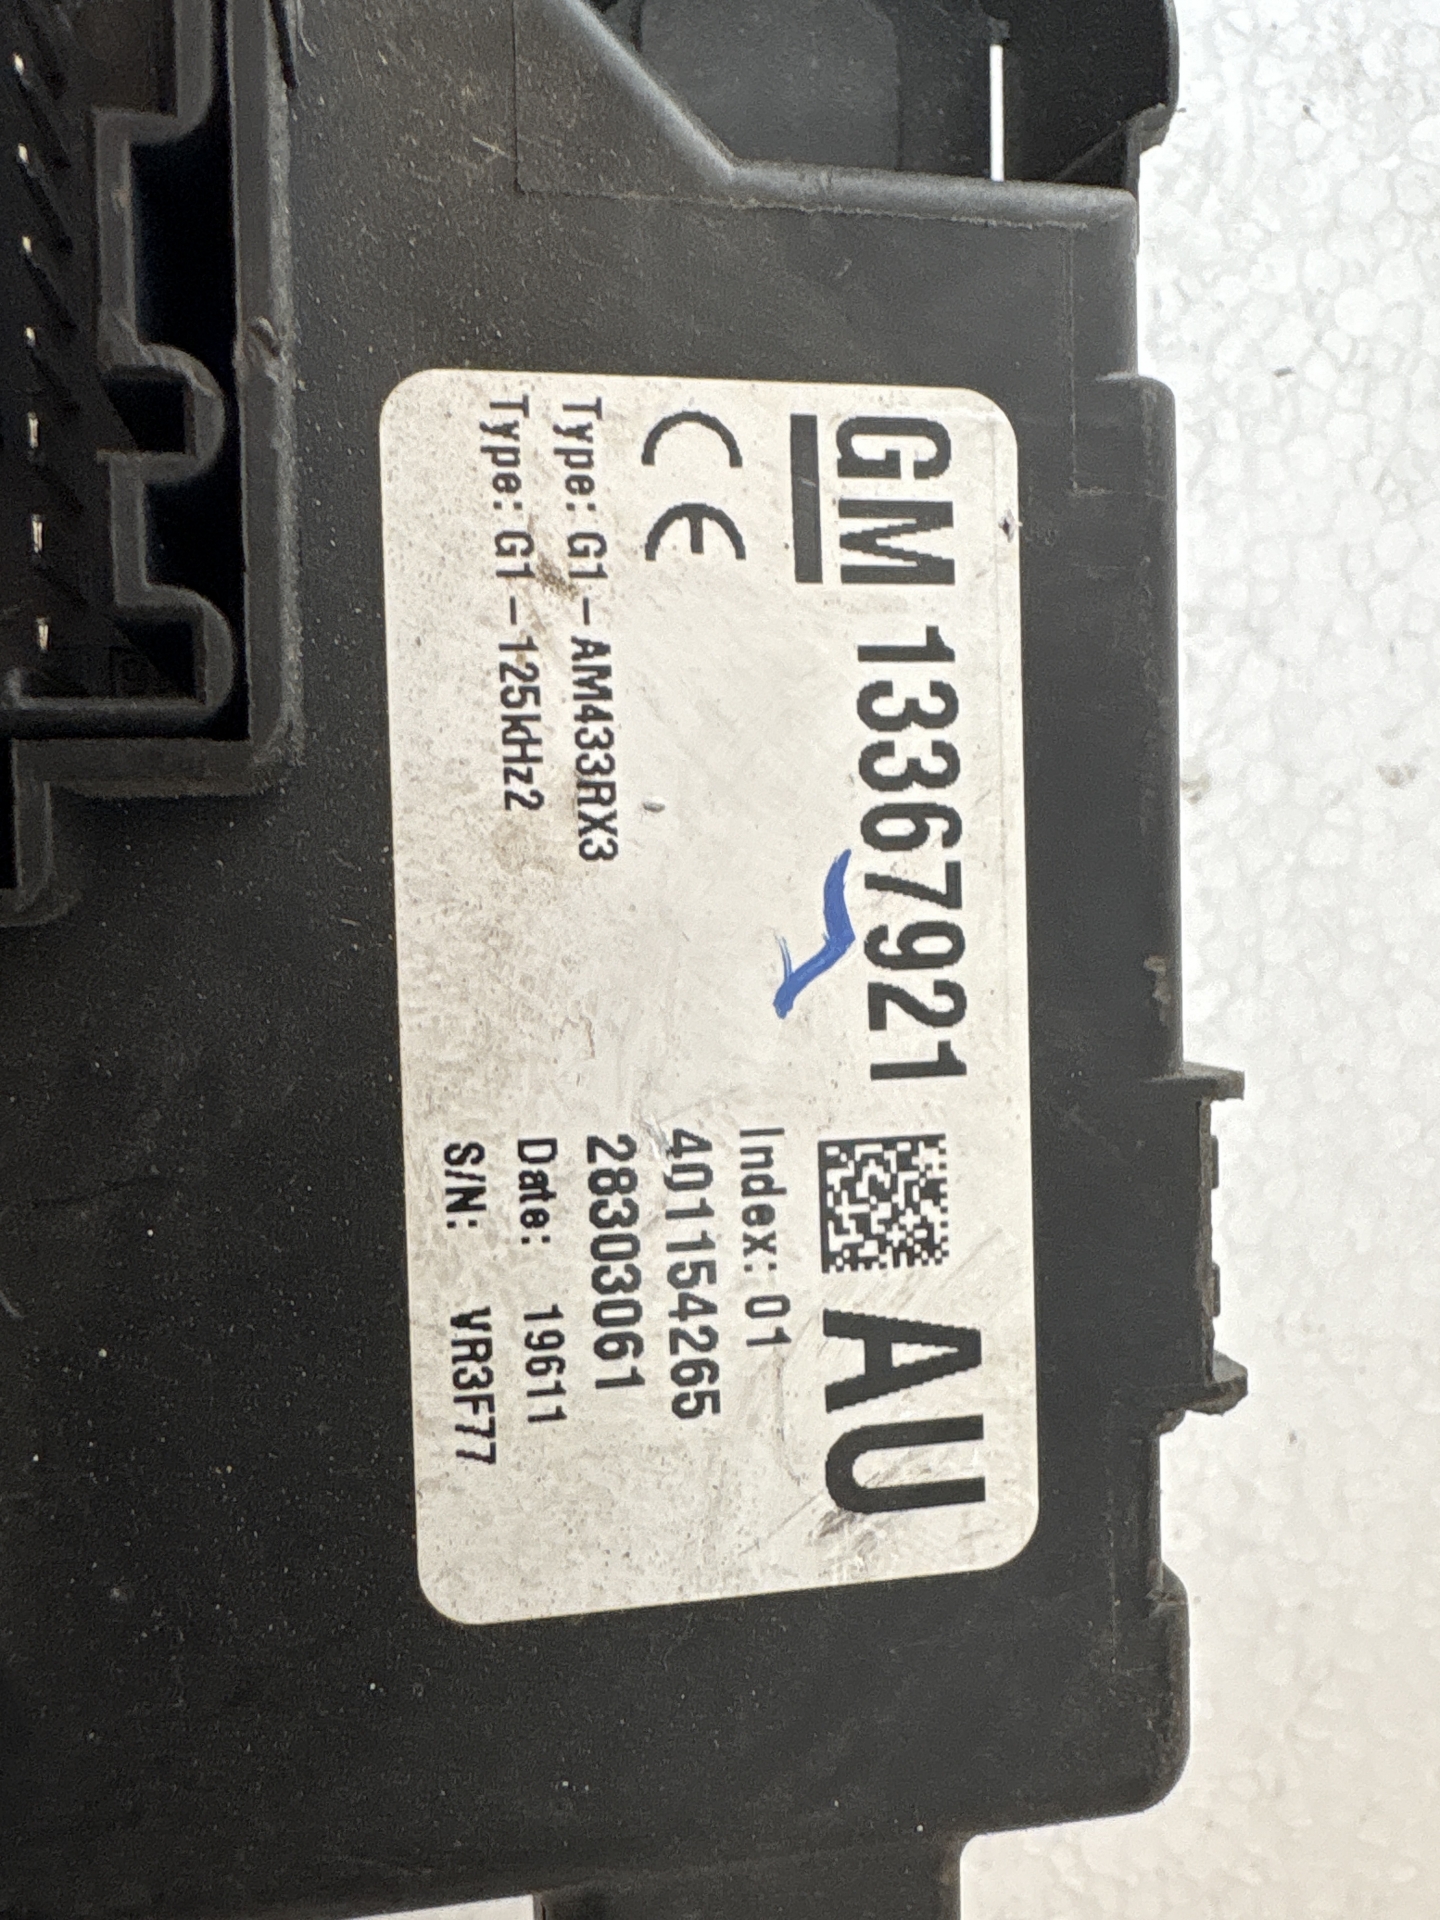 GM 13367921 AU
Index: 01
401154265
28303061
Date: 19611
S/N: VR3F77
CE
Type: G1-AM433RX3
Type: G1-125kHz2